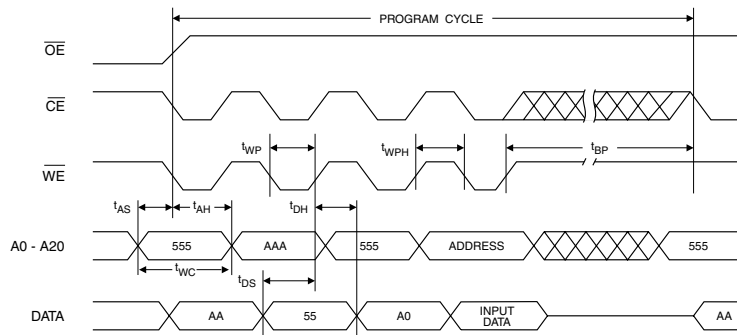 PROGRAM CYCLE
OE
CE
tWP
tWPH
tBP
WE
tAS
tAH
tDH
A0 - A20
555
AAA
555
ADDRESS
555
tWC
tDS
DATA
AA
55
A0
INPUT
DATA
AA